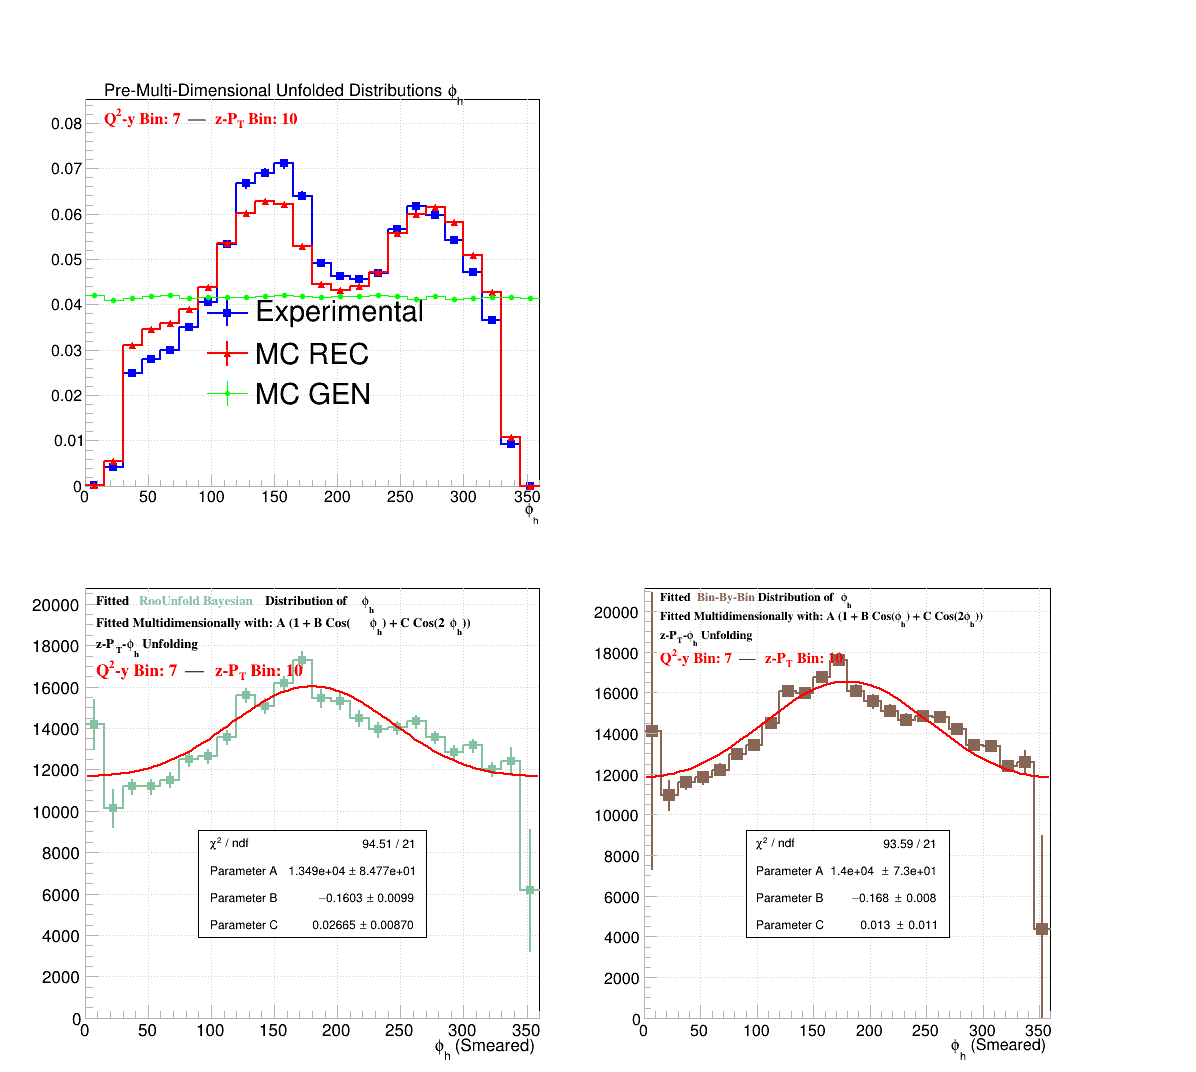 Pre-Multi-Dimensional Unfolded Distributions ϕh
Q²-y Bin: 7 — z-PT Bin: 10
0.08
0.07
0.06
0.05
0.04
0.03
0.02
0.01
0
Experimental
MC REC
MC GEN
0 50 100 150 200 250 300 350
ϕh
Fitted RooUnfold Bayesian Distribution of ϕh
Fitted Multidimensionally with: A (1 + B Cos( ϕh) + C Cos(2 ϕh))
z-PT-ϕh Unfolding
Q²-y Bin: 7 — z-PT Bin: 10
20000
18000
16000
14000
12000
10000
8000
6000
4000
2000
0
χ² / ndf 94.51 / 21
Parameter A 1.349e+04 ± 8.477e+01
Parameter B −0.1603 ± 0.0099
Parameter C 0.02665 ± 0.00870
0 50 100 150 200 250 300 350
ϕh (Smeared)
Fitted Bin-By-Bin Distribution of ϕh
Fitted Multidimensionally with: A (1 + B Cos(ϕh) + C Cos(2ϕh))
z-PT-ϕh Unfolding
Q²-y Bin: 7 — z-PT Bin: 10
20000
18000
16000
14000
12000
10000
8000
6000
4000
2000
0
χ² / ndf 93.59 / 21
Parameter A 1.4e+04 ± 7.3e+01
Parameter B −0.168 ± 0.008
Parameter C 0.013 ± 0.011
0 50 100 150 200 250 300 350
ϕh (Smeared)